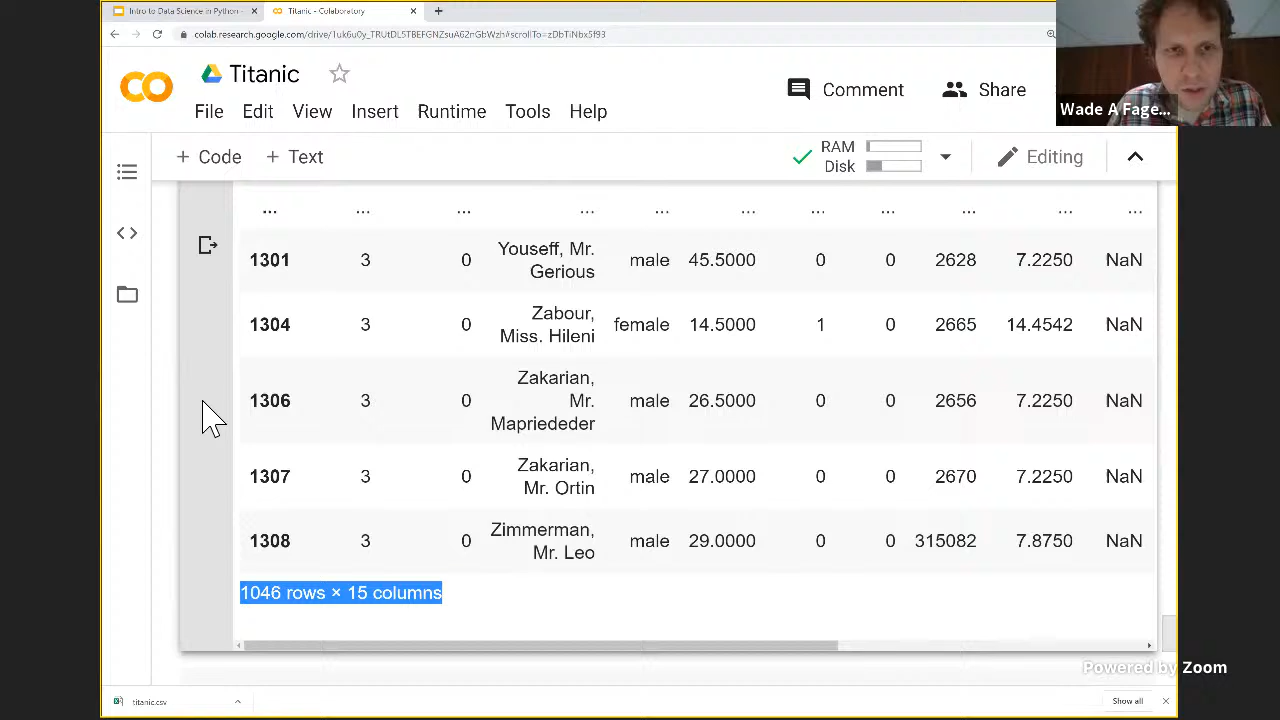 Intro to Data Science in Python -
Titanic - Colaboratory
colab.research.google.com/drive/1uk6u0y_TRUtDL5TBEFGNZsuA62mGbWzh#scrollTo=zDbTiNbx5f93
Titanic
Comment
Share
File Edit View Insert Runtime Tools Help
Wade A Fage...
+ Code + Text
RAM
Disk
Editing
... ... ... ... ... ... ... ... ... ... ...
1301 3 0 Youseff, Mr. Gerious male 45.5000 0 0 2628 7.2250 NaN
1304 3 0 Zabour, Miss. Hileni female 14.5000 1 0 2665 14.4542 NaN
1306 3 0 Zakarian, Mr. Mapriededer male 26.5000 0 0 2656 7.2250 NaN
1307 3 0 Zakarian, Mr. Ortin male 27.0000 0 0 2670 7.2250 NaN
1308 3 0 Zimmerman, Mr. Leo male 29.0000 0 0 315082 7.8750 NaN
1046 rows × 15 columns
Powered by Zoom
titanic.csv
Show all